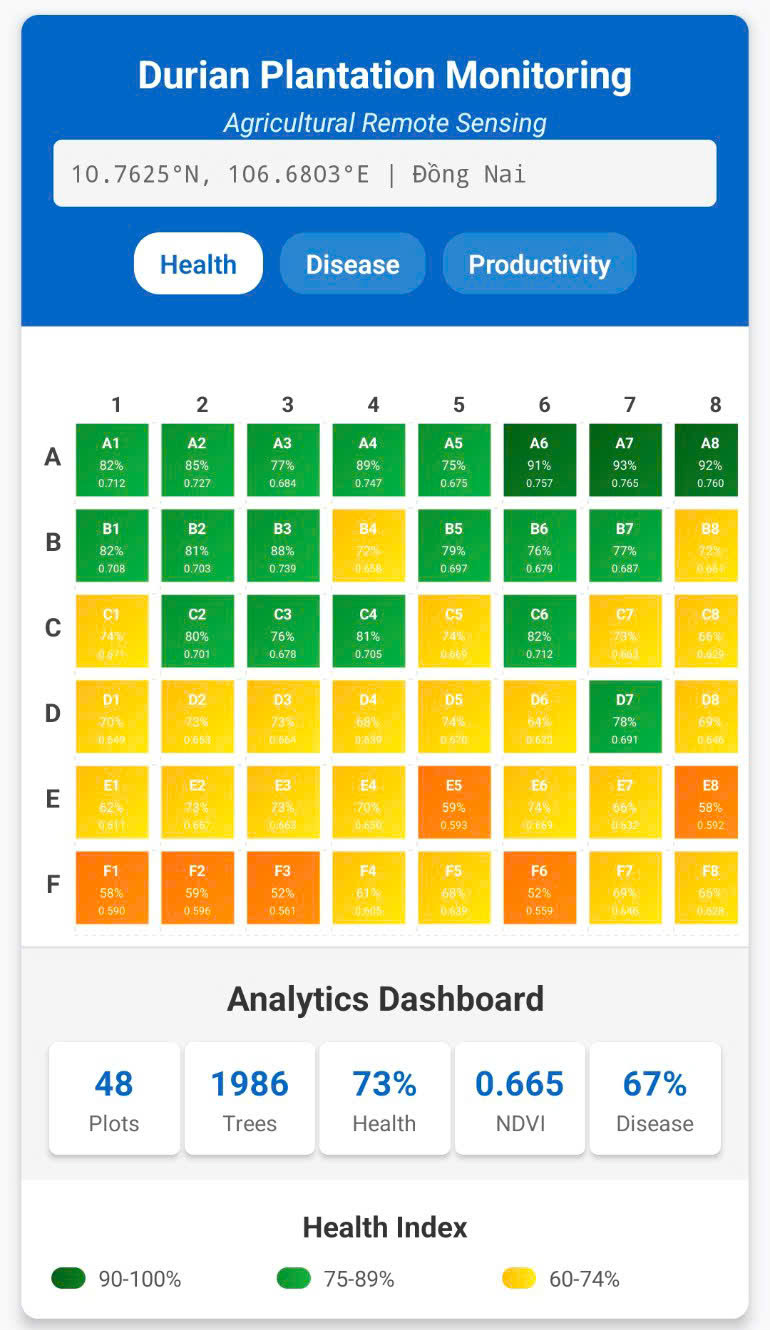 Durian Plantation Monitoring
Agricultural Remote Sensing
10.7625°N, 106.6803°E | Đồng Nai
Health Disease Productivity
1 2 3 4 5 6 7 8
A
A1 A2 A3 A4 A5 A6 A7 A8
82% 85% 77% 89% 75% 91% 93% 92%
0.712 0.727 0.684 0.747 0.675 0.757 0.765 0.760
B
B1 B2 B3 B4 B5 B6 B7 B8
82% 81% 88% 72% 79% 76% 77% 72%
0.708 0.703 0.739 0.658 0.697 0.679 0.687
C
C1 C2 C3 C4 C5 C6 C7 C8
74% 80% 76% 81% 74% 82% 73% 66%
0.671 0.701 0.678 0.705 0.669 0.712 0.663 0.629
D
D1 D2 D3 D4 D5 D6 D7 D8
70% 73% 73% 68% 74% 64% 78% 69%
0.649 0.663 0.664 0.639 0.670 0.620 0.691 0.646
E
E1 E2 E3 E4 E5 E6 E7 E8
62% 73% 73% 70% 59% 74% 66% 58%
0.611 0.663 0.650 0.593 0.669 0.632 0.592
F
F1 F2 F3 F4 F5 F6 F7 F8
58% 59% 52% 61% 68% 52% 69% 66%
0.590 0.596 0.561 0.605 0.639 0.559 0.646 0.628
Analytics Dashboard
48 1986 73% 0.665 67%
Plots Trees Health NDVI Disease
Health Index
90-100% 75-89% 60-74%